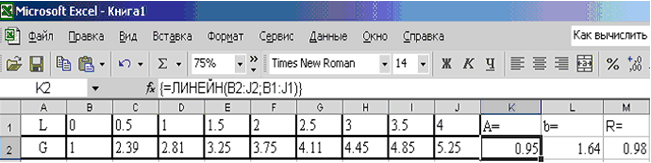 Microsoft Excel - Книга1
Файл Правка Вид Вставка Формат Сервис Данные Окно Справка Как вычислить
75% Times New Roman 14 Ж К Ч
K2 fx {=ЛИНЕЙН(B2:J2;B1:J1)}
A B C D E F G H I J K L M
1 L 0 0.5 1 1.5 2 2.5 3 3.5 4 A= b= R=
2 G 1 2.39 2.81 3.25 3.75 4.11 4.45 4.85 5.25 0.95 1.64 0.98